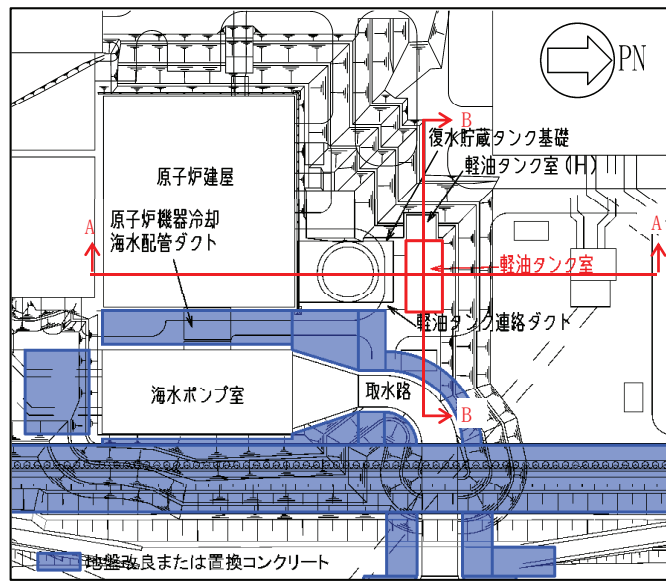 PN
B
復水貯蔵タンク基礎
軽油タンク室(H)
原子炉建屋
原子炉機器冷却
海水配管ダクト
A
A
軽油タンク室
軽油タンク連絡ダクト
海水ポンプ室
取水路
B
地盤改良または置換コンクリート